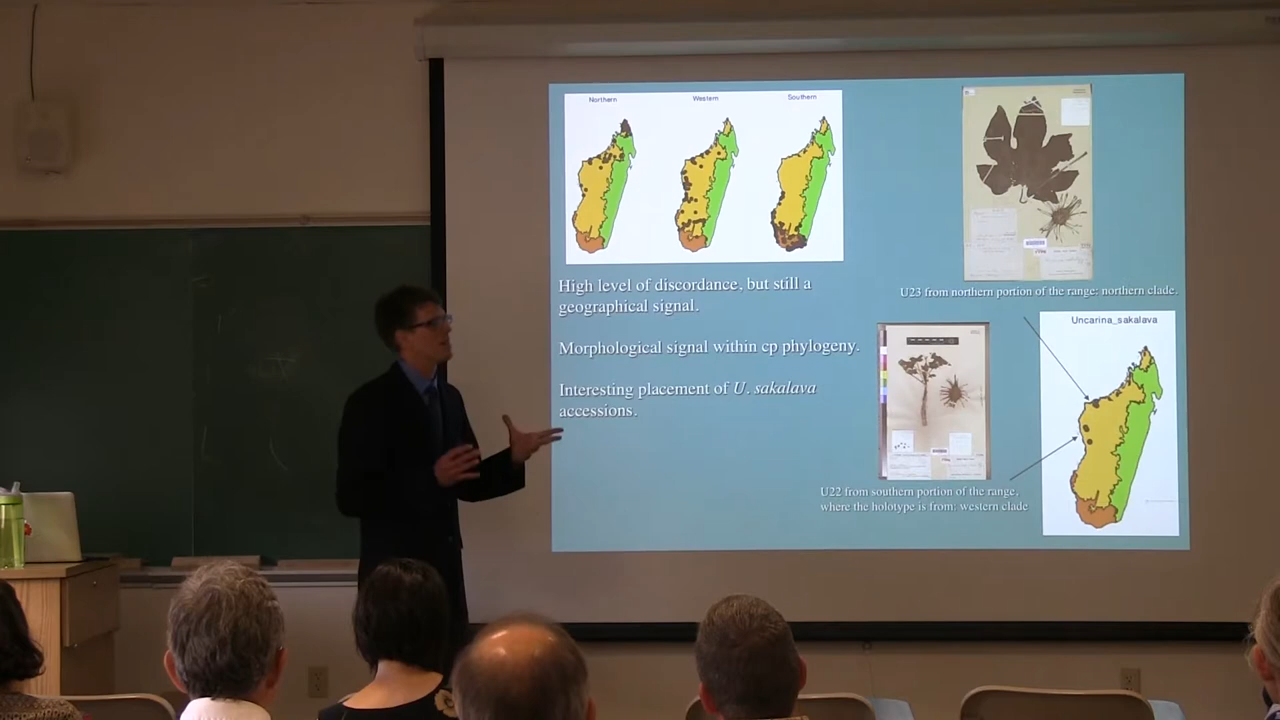 Northern
Western
Southern
High level of discordance, but still a
geographical signal.
Morphological signal within cp phylogeny.
Interesting placement of U. sakalava
accessions.
U23 from northern portion of the range: northern clade.
Uncarina_sakalava
U22 from southern portion of the range,
where the holotype is from: western clade